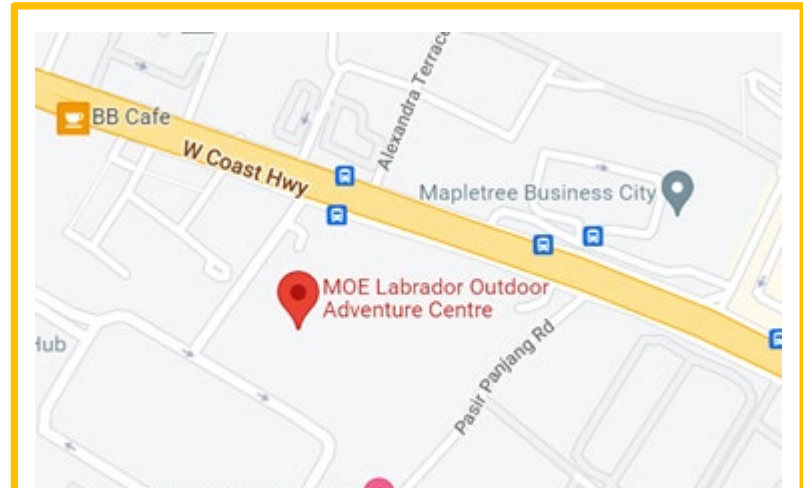 Alexandra Terrace
BB Cafe
W Coast Hwy
Mapletree Business City
MOE Labrador Outdoor
Adventure Centre
Hub
Pasir Panjang Rd